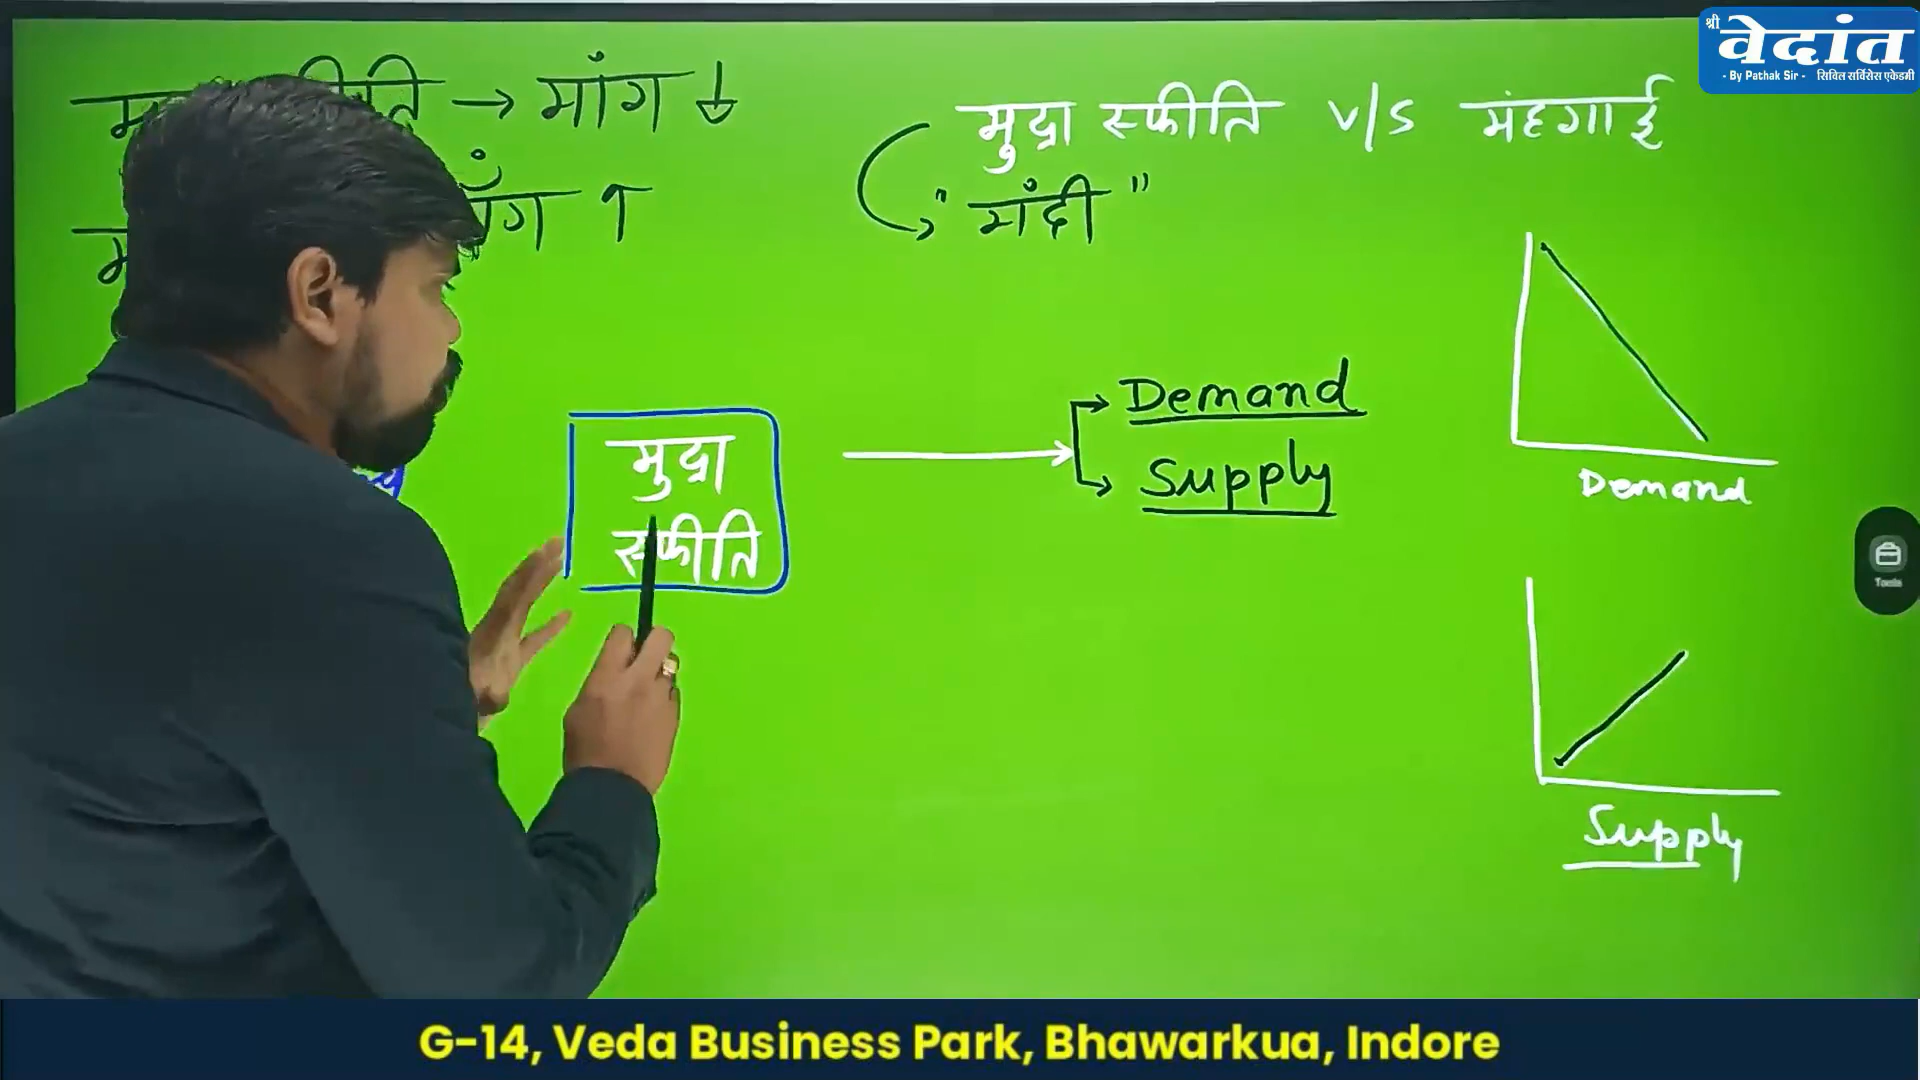 श्री वेदांत
- By Pathak Sir - सिविल सर्विसेस एकेडमी
→ मांग ↓
मुद्रा स्फीति v/s मंहगाई
↑
"मंदी"
Demand
Supply
मुद्रा
स्फीति
Demand
Supply
Tools
G-14, Veda Business Park, Bhawarkua, Indore